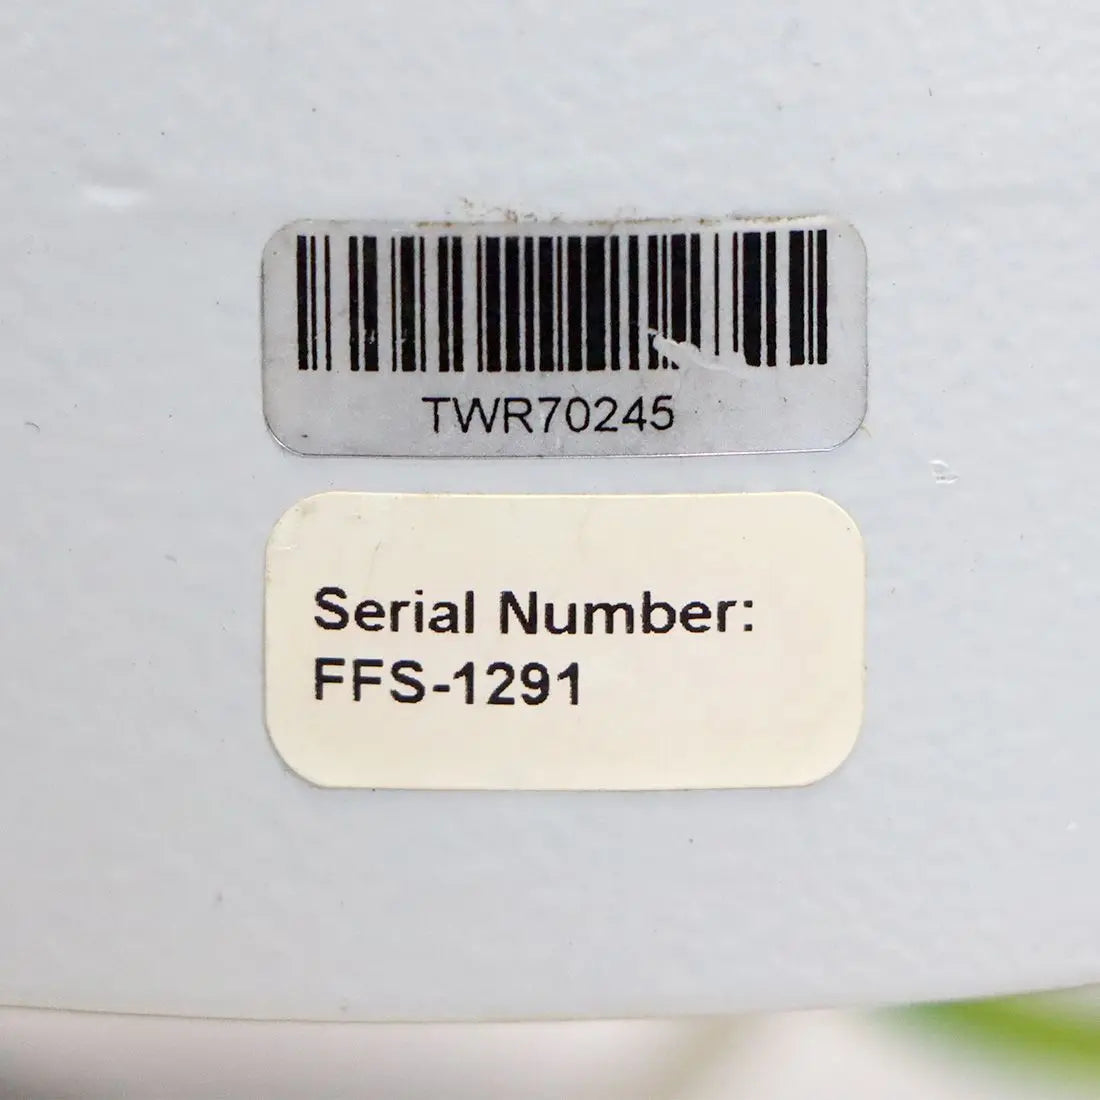 TWR70245
Serial Number:
FFS-1291